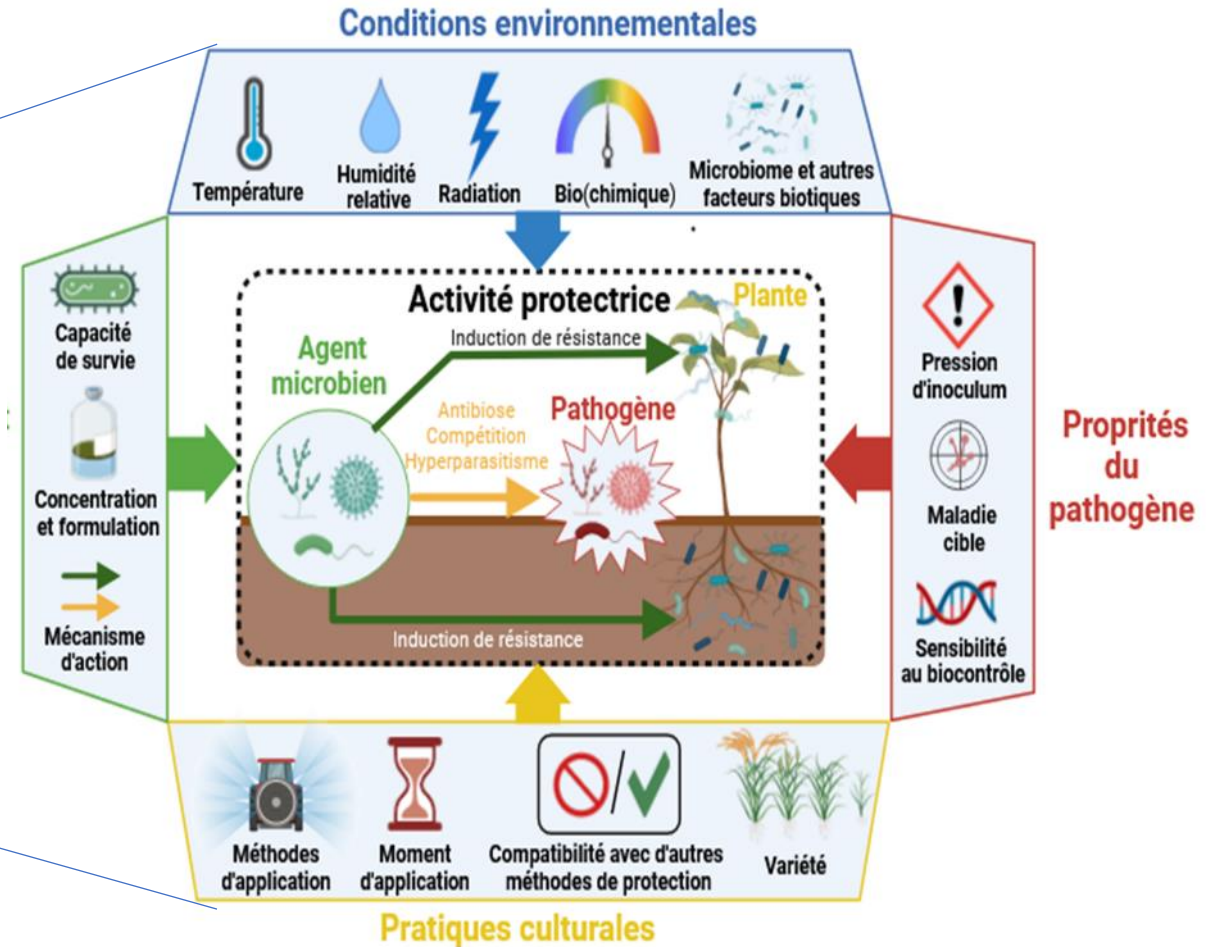 Conditions environnementales
Température
Humidité
relative
Radiation
Bio(chimique)
Microbiome et autres
facteurs biotiques
Capacité
de survie
Concentration
et formulation
Mécanisme
d'action
Activité protectrice
Plante
Induction de résistance
Agent
microbien
Antibiose
Compétition
Hyperparasitisme
Pathogène
Induction de résistance
Pression
d'inoculum
Maladie
cible
Sensibilité
au biocontrôle
Proprités
du
pathogène
Méthodes
d'application
Moment
d'application
Compatibilité avec d'autres
méthodes de protection
Variété
Pratiques culturales